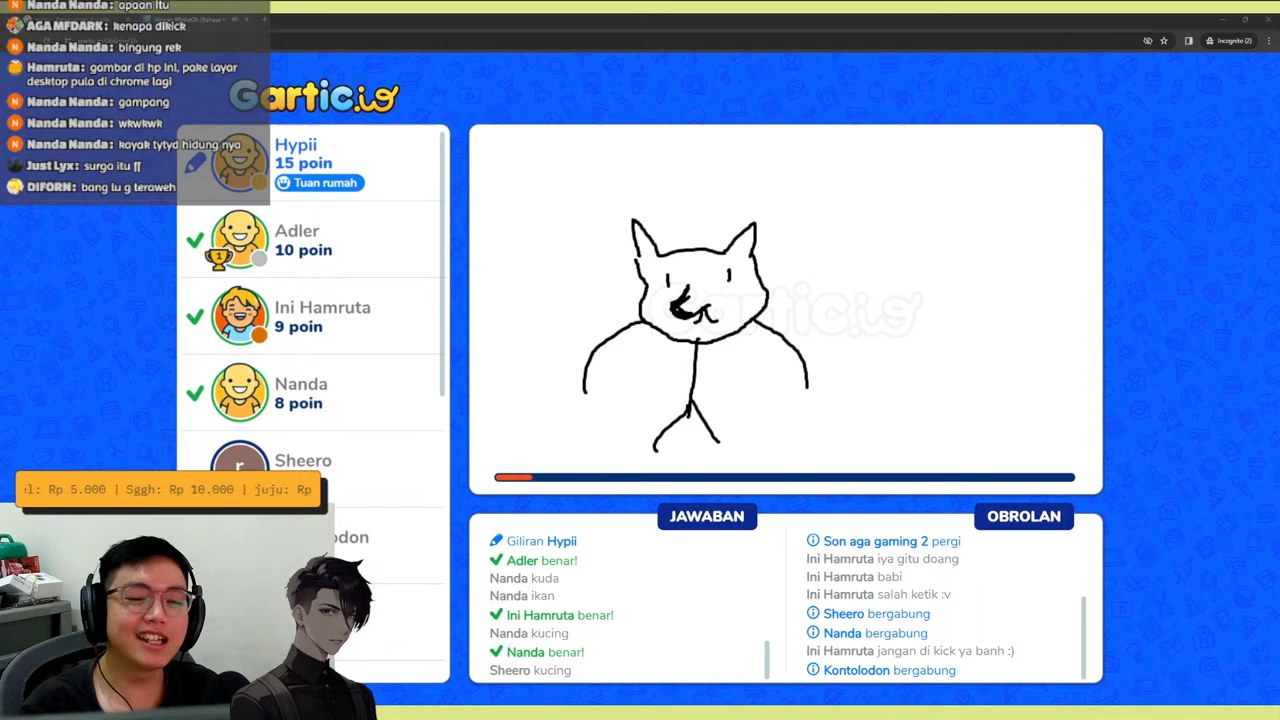 Nanda Nanda: apaan itu
AGA MFDARK: kenapa dikick
Nanda Nanda: bingung rek
Hamruta: gambar di hp ini, pake layar
desktop pula di chrome lagi
Nanda Nanda: gampang
Nanda Nanda: wkwkwk
Nanda Nanda: kayak tytyd hidung nya
Just Lyx: surga itu ff
DIFORN: bang lu g teraweh
Incognito (2)
Gartic.io
Hypii
15 poin
Tuan rumah
Adler
10 poin
1
Ini Hamruta
9 poin
Nanda
8 poin
r
Sheero
odon
Gartic.io
JAWABAN
Giliran Hypii
Adler benar!
Nanda kuda
Nanda ikan
Ini Hamruta benar!
Nanda kucing
Nanda benar!
Sheero kucing
OBROLAN
Son aga gaming 2 pergi
Ini Hamruta iya gitu doang
Ini Hamruta babi
Ini Hamruta salah ketik :v
Sheero bergabung
Nanda bergabung
Ini Hamruta jangan di kick ya banh :)
Kontolodon bergabung
l: Rp 5.000 | Sggh: Rp 10.000 | juju: Rp